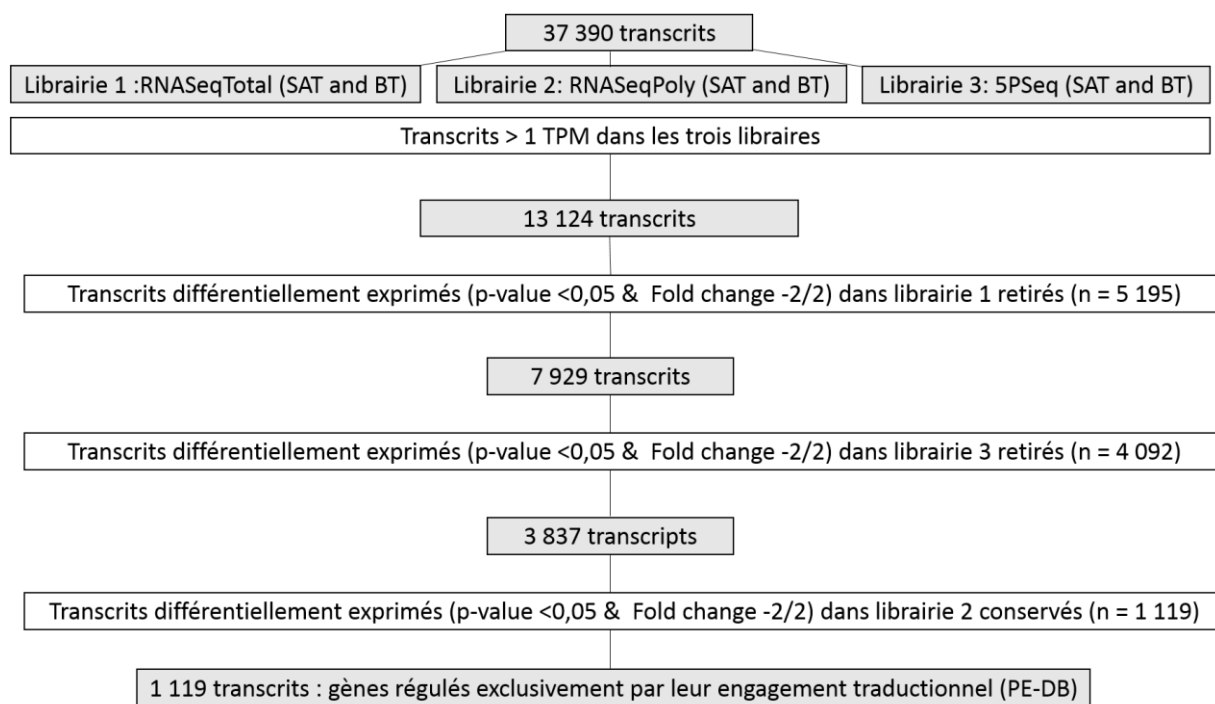 37 390 transcrits
Librairie 1 :RNASeqTotal (SAT and BT)
Librairie 2: RNASeqPoly (SAT and BT)
Librairie 3: 5PSeq (SAT and BT)
Transcrits > 1 TPM dans les trois libraires
13 124 transcrits
Transcrits différentiellement exprimés (p-value <0,05 & Fold change -2/2) dans librairie 1 retirés (n = 5 195)
7 929 transcrits
Transcrits différentiellement exprimés (p-value <0,05 & Fold change -2/2) dans librairie 3 retirés (n = 4 092)
3 837 transcripts
Transcrits différentiellement exprimés (p-value <0,05 & Fold change -2/2) dans librairie 2 conservés (n = 1 119)
1 119 transcrits : gènes régulés exclusivement par leur engagement traductionnel (PE-DB)